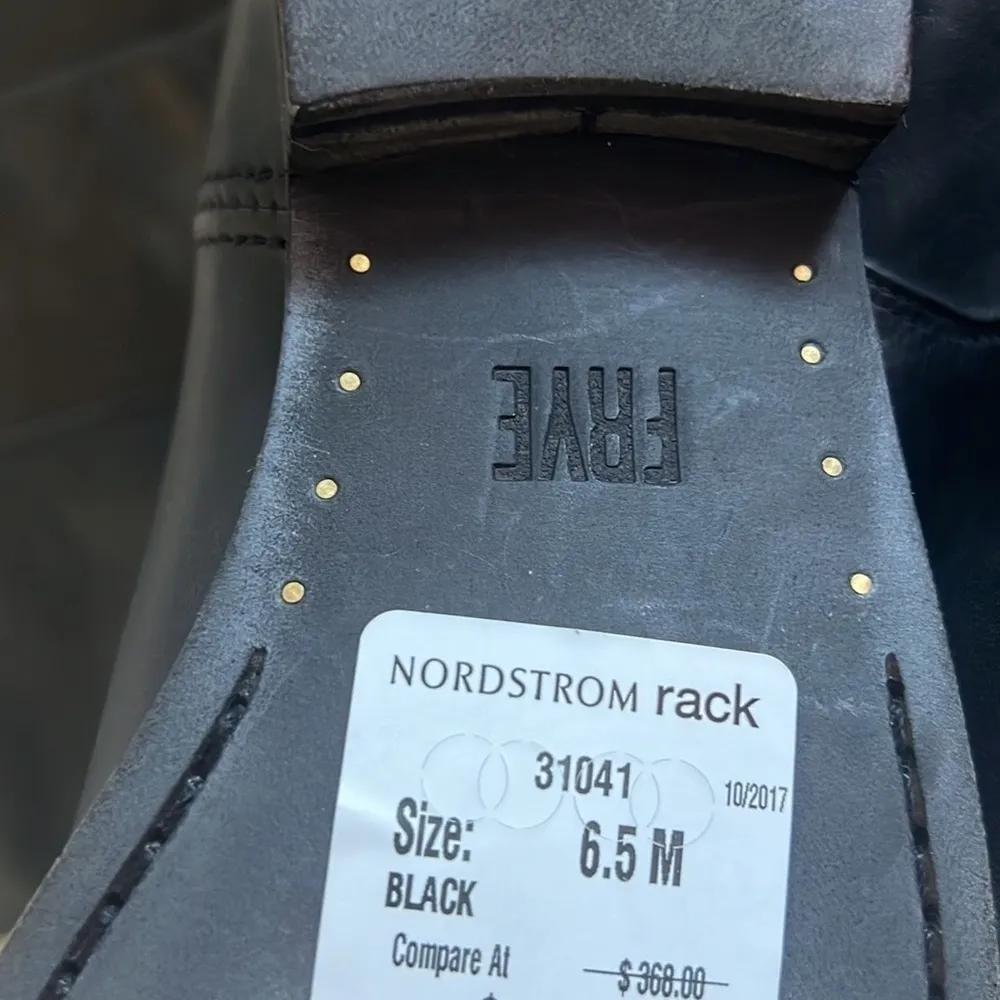 FRYE
NORDSTROM rack
31041
10/2017
Size: 6.5 M
BLACK
Compare At $368.00